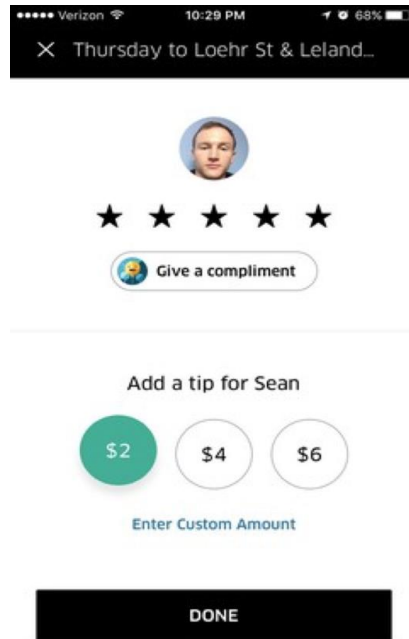 Verizon 10:29 PM 68%
Thursday to Loehr St & Leland...
Give a compliment
Add a tip for Sean
$2 $4 $6
Enter Custom Amount
DONE